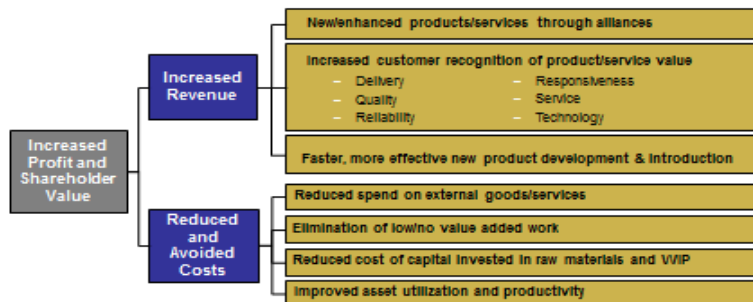 New/enhanced products/services through alliances
Increased
Revenue
Increased customer recognition of product/service value
– Delivery
– Quality
– Reliability
– Responsiveness
– Service
– Technology
Faster, more effective new product development & Introduction
Increased
Profit and
Shareholder
Value
Reduced
and
Avoided
Costs
Reduced spend on external goods/services
Elimination of low/no value added work
Reduced cost of capital invested in raw materials and WIP
Improved asset utilization and productivity